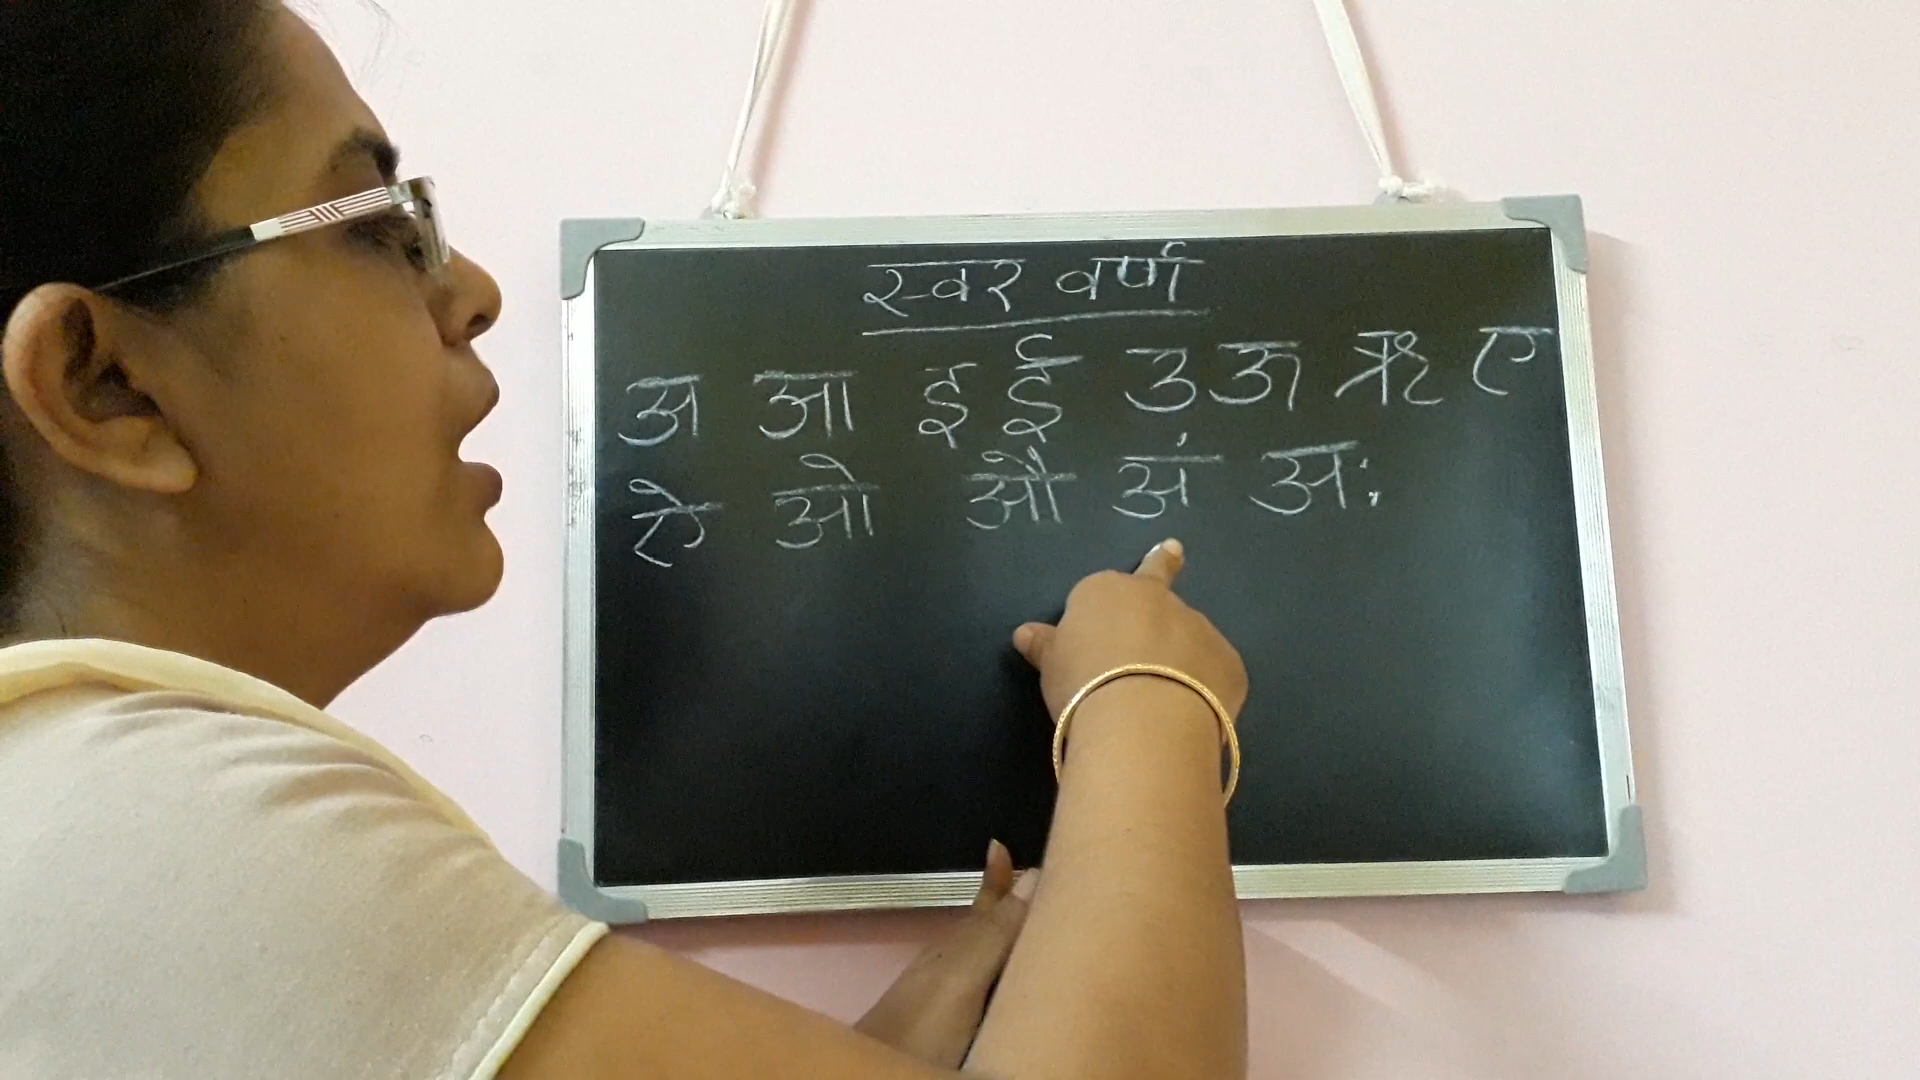 स्वर वर्ण
अ आ इ ई उ ऊ ऋ ए
ऐ ओ औ अं अः